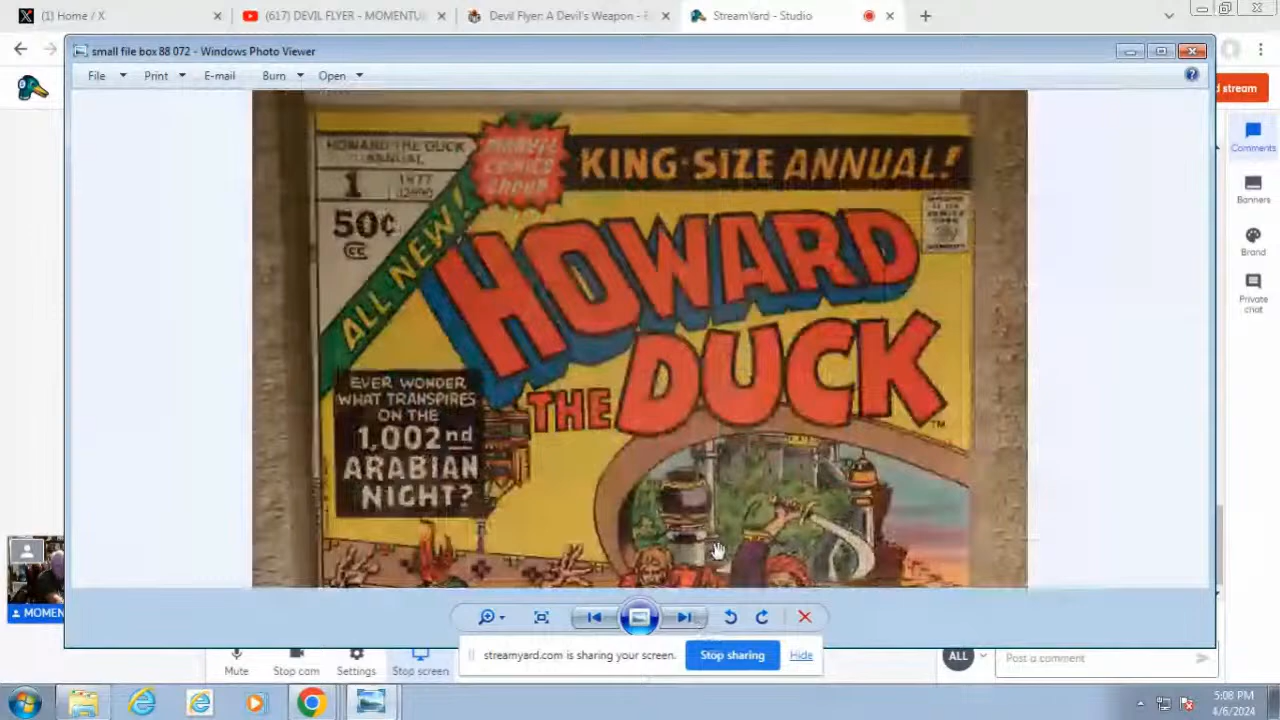 (1) Home / X
(617) DEVIL FLYER - MOMENTU
Devil Flyer: A Devil's Weapon - E
StreamYard - Studio
small file box 88 072 - Windows Photo Viewer
File
Print
E-mail
Burn
Open
d stream
HOWARD THE DUCK
ANNUAL
MARVEL
COMICS
GROUP
KING-SIZE ANNUAL!
1
1977
50¢
CC
ALL NEW!
HOWARD
THE DUCK
TM
EVER WONDER
WHAT TRANSPIRES
ON THE
1,002nd
ARABIAN
NIGHT?
Comments
Banners
Brand
Private
chat
MOMEN
Mute
Stop cam
Settings
Stop screen
streamyard.com is sharing your screen.
Stop sharing
Hide
ALL
Post a comment
5:08 PM
4/6/2024